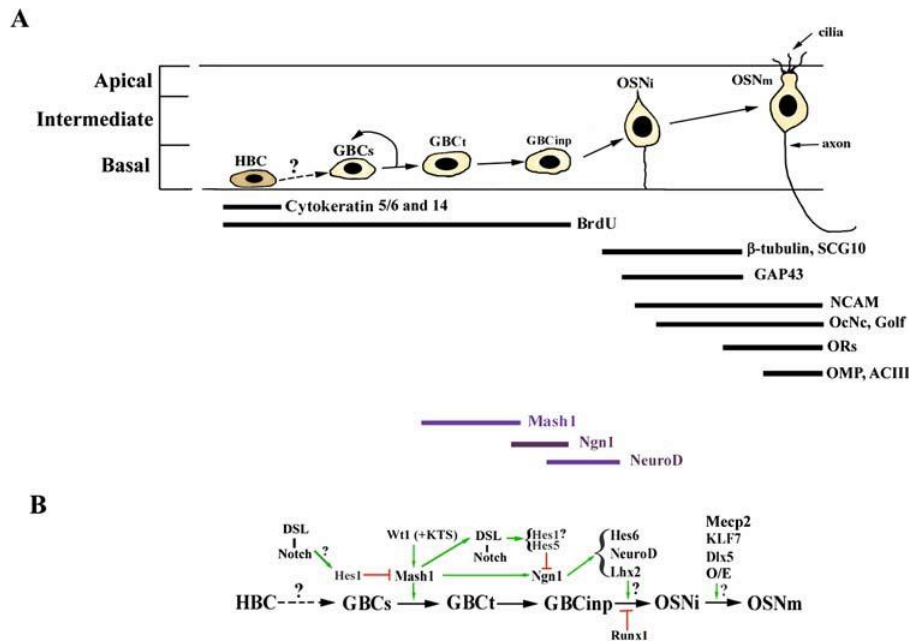 A
cilia
Apical
OSNm
OSNi
Intermediate
GBCs
GBCt
GBCinp
axon
Basal
HBC
?
Cytokeratin 5/6 and 14
BrdU
β-tubulin, SCG10
GAP43
NCAM
OcNc, Golf
ORs
OMP, ACIII
Mash1
Ngn1
NeuroD
B
DSL
Notch
?
Hes1
Wt1 (+KTS)
Mash1
DSL
Notch
{Hes1?
{Hes5
Ngn1
{Hes6
NeuroD
Lhx2
?
Mecp2
KLF7
Dlx5
O/E
?
HBC ? GBCs GBCt GBCinp OSNi OSNm
Runx1